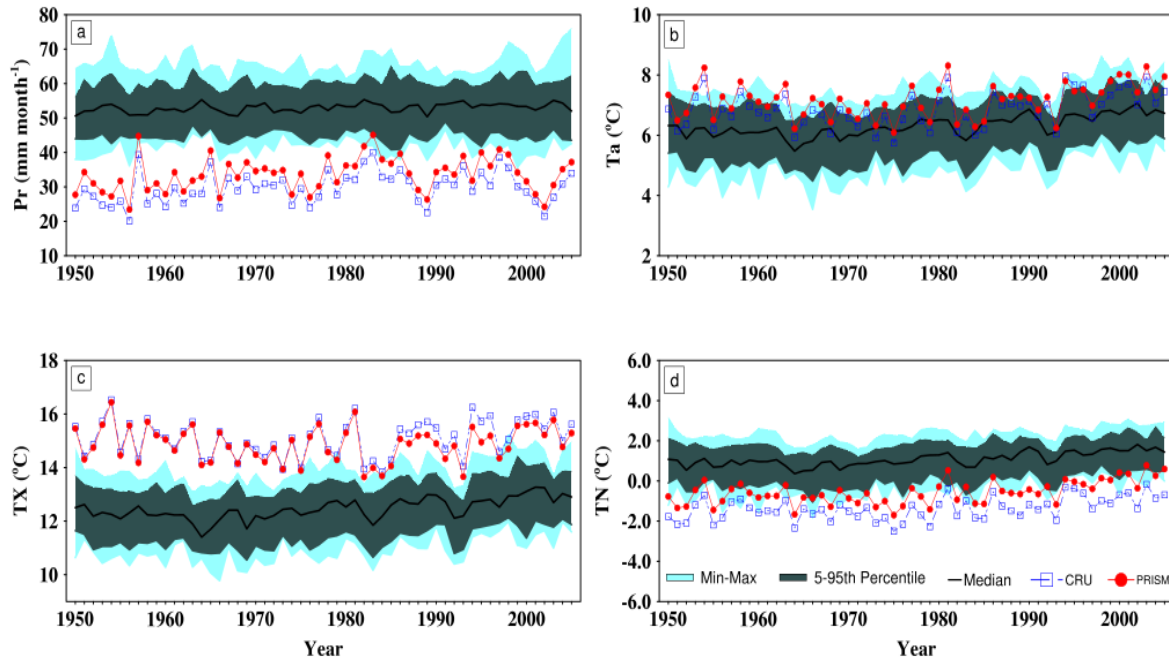 a
Pr (mm month-1)
80
70
60
50
40
30
20
10
1950 1960 1970 1980 1990 2000
b
Ta (ºC)
10
8
6
4
2
1950 1960 1970 1980 1990 2000
c
TX (ºC)
18
16
14
12
10
1950 1960 1970 1980 1990 2000
Year
d
TN (ºC)
6.0
4.0
2.0
0.0
-2.0
-4.0
-6.0
Min-Max 5-95th Percentile Median CRU PRISM
1950 1960 1970 1980 1990 2000
Year